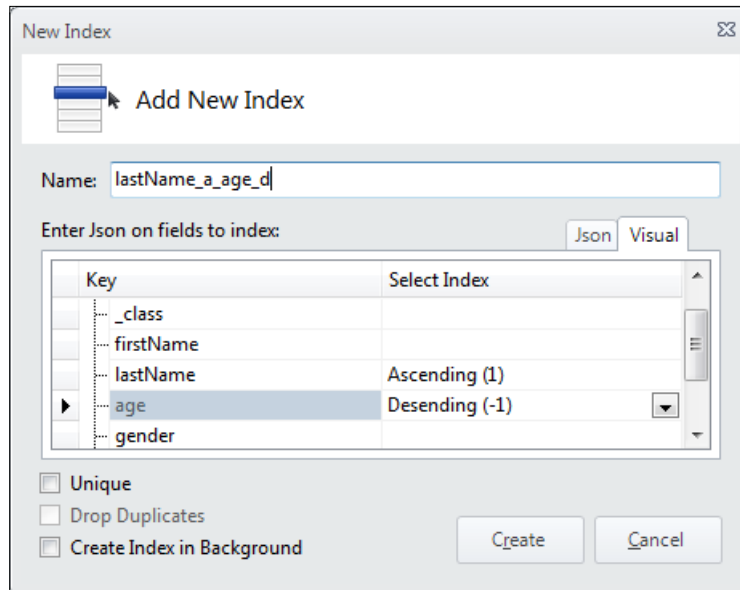 New Index
Add New Index
Name: lastName_a_age_d
Enter Json on fields to index: Json Visual
Key Select Index
_class
firstName
lastName Ascending (1)
age Desending (-1)
gender
Unique
Drop Duplicates
Create Index in Background
Create Cancel